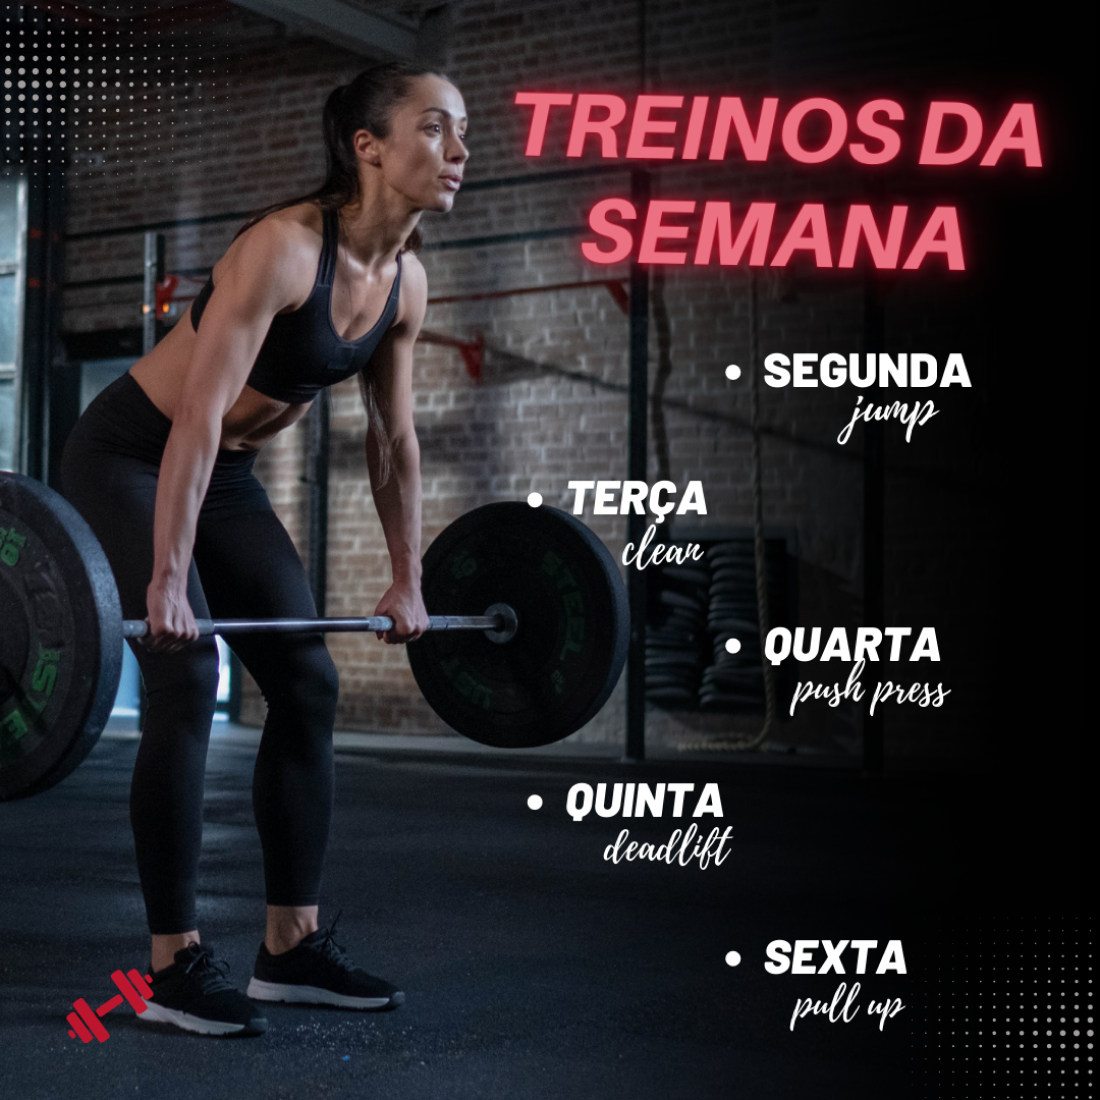 TREINOS DA
SEMANA
• SEGUNDA
jump
• TERÇA
clean
• QUARTA
push press
• QUINTA
deadlift
• SEXTA
pull up